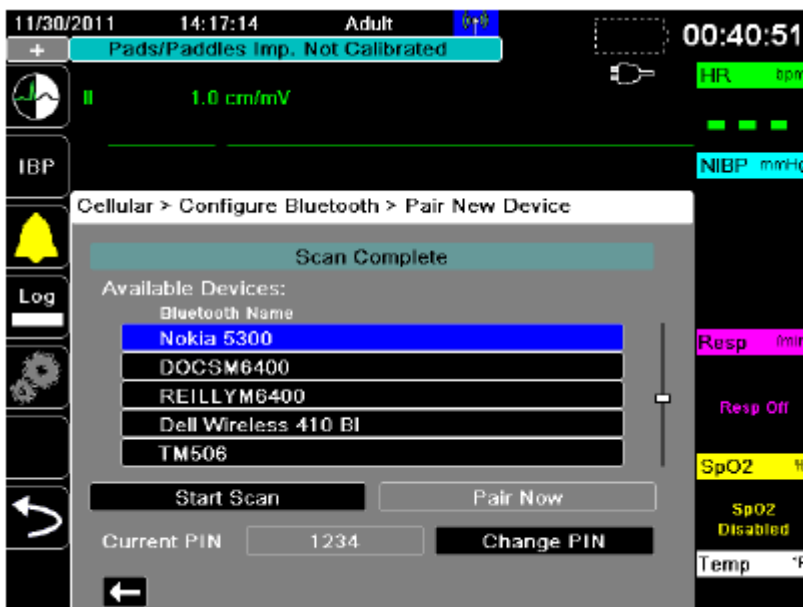 11/30/2011 14:17:14 Adult
00:40:51
Pads/Paddles Imp. Not Calibrated
HR bpm
II 1.0 cm/mV
- - -
IBP
NIBP mmHg
Cellular > Configure Bluetooth > Pair New Device
Scan Complete
Available Devices:
Log
Bluetooth Name
Nokia 5300
Resp
DOCSM6400
REILLYM6400
Resp Off
Dell Wireless 410 Bl
TM506
SpO2 %
Start Scan Pair Now
SpO2
Disabled
Current PIN 1234 Change PIN
Temp °F